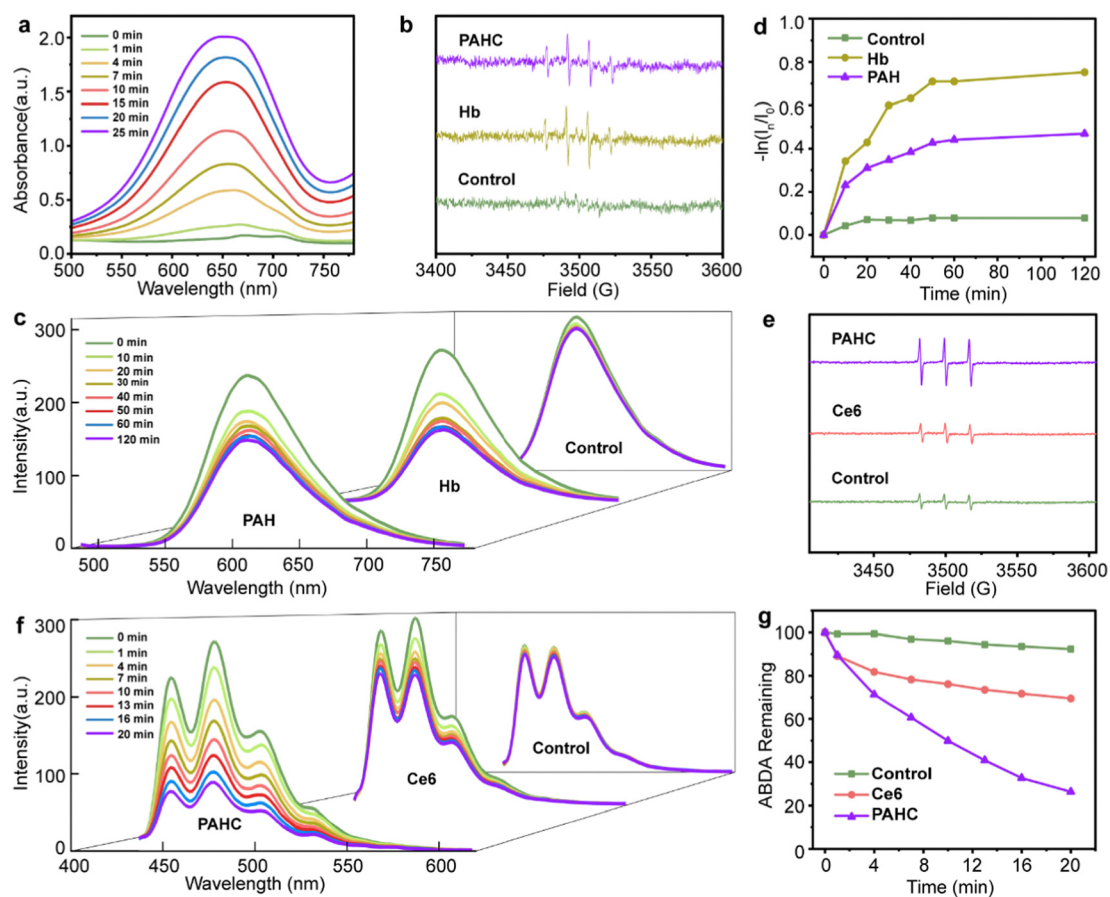 a
Absorbance(a.u.)
2.0
1.5
1.0
0.5
0.0
0 min
1 min
4 min
7 min
10 min
15 min
20 min
25 min
500 550 600 650 700 750
Wavelength (nm)
b
PAHC
Hb
Control
3400 3450 3500 3550 3600
Field (G)
d
-ln(In/I0)
1.0
0.8
0.6
0.4
0.2
0.0
Control
Hb
PAH
0 20 40 60 80 100 120
Time (min)
c
Intensity(a.u.)
300
200
100
0
0 min
10 min
20 min
30 min
40 min
50 min
60 min
120 min
PAH
Hb
Control
500 550 600 650 700 750
Wavelength (nm)
e
PAHC
Ce6
Control
3450 3500 3550 3600
Field (G)
f
Intensity(a.u.)
300
200
100
0
0 min
1 min
4 min
7 min
10 min
13 min
16 min
20 min
PAHC
Ce6
Control
400 450 500 550 600
Wavelength (nm)
g
ABDA Remaining
100
80
60
40
20
0
Control
Ce6
PAHC
0 4 8 12 16 20
Time (min)